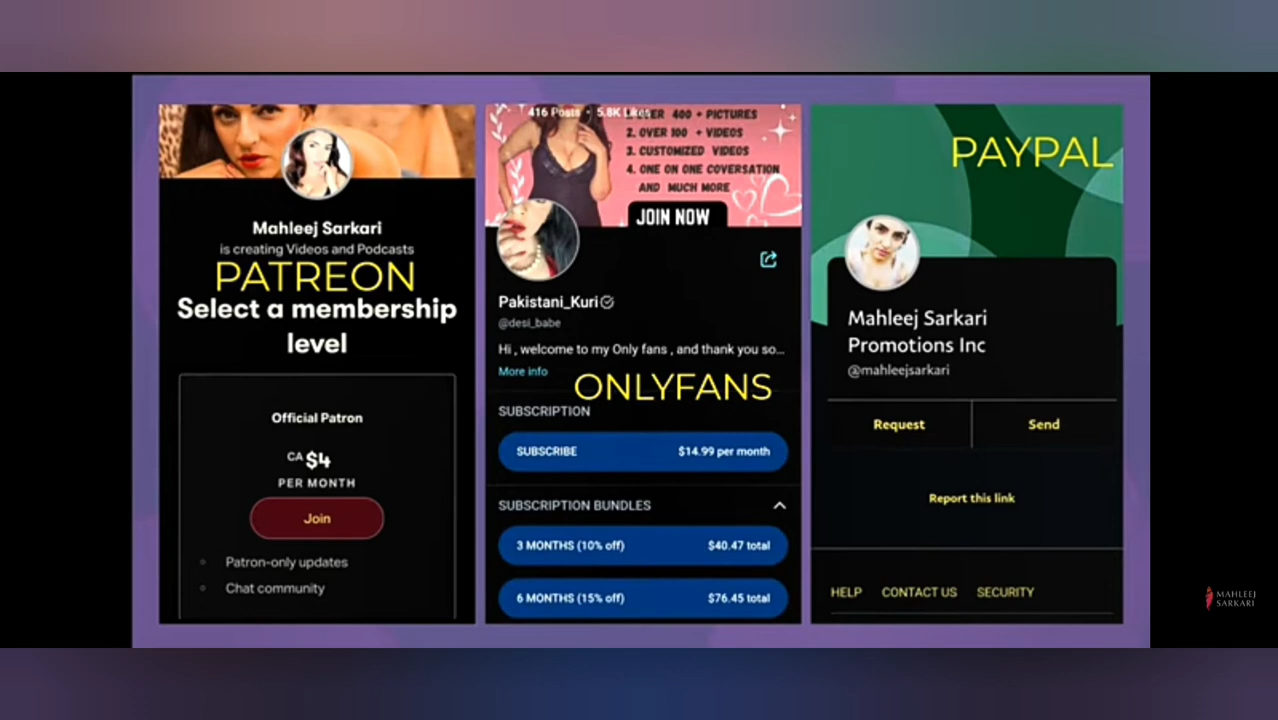 Mahleej Sarkari
is creating Videos and Podcasts
PATREON
Select a membership
level
Official Patron
CA $4
PER MONTH
Join
Patron-only updates
Chat community
416 Posts • 5.8K Likes
1. OVER 400 + PICTURES
2. OVER 100 + VIDEOS
3. CUSTOMIZED VIDEOS
4. ONE ON ONE COVERSATION
AND MUCH MORE
JOIN NOW
Pakistani_Kuri
@desi_babe
Hi , welcome to my Only fans , and thank you so...
More info
ONLYFANS
SUBSCRIPTION
SUBSCRIBE $14.99 per month
SUBSCRIPTION BUNDLES
3 MONTHS (10% off) $40.47 total
6 MONTHS (15% off) $76.45 total
PAYPAL
Mahleej Sarkari
Promotions Inc
@mahleejsarkari
Request Send
Report this link
HELP CONTACT US SECURITY
MAHLEEJ
SARKARI